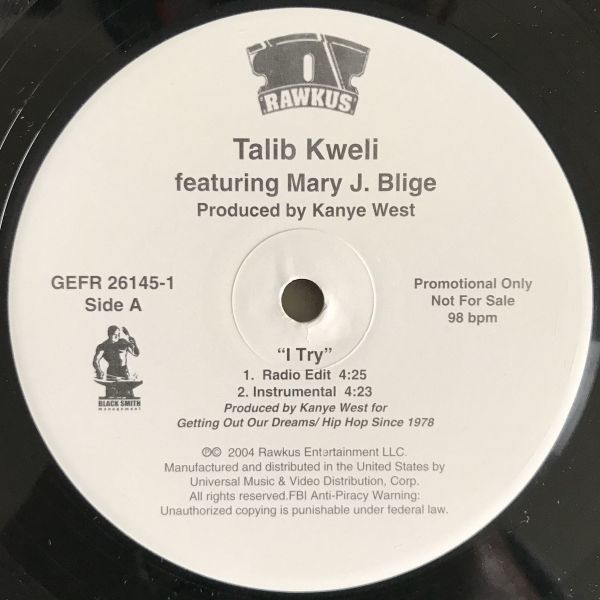 RAWKUS
Talib Kweli
featuring Mary J. Blige
Produced by Kanye West
GEFR 26145-1
Side A
Promotional Only
Not For Sale
98 bpm
BLACK SMITH
management
"I Try"
1. Radio Edit 4:25
2. Instrumental 4:23
Produced by Kanye West for
Getting Out Our Dreams/ Hip Hop Since 1978
℗© 2004 Rawkus Entertainment LLC.
Manufactured and distributed in the United States by
Universal Music & Video Distribution, Corp.
All rights reserved.FBI Anti-Piracy Warning:
Unauthorized copying is punishable under federal law.